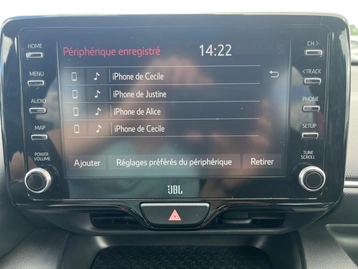 HOME
MENU
AUDIO
MAP
POWER
VOLUME
Périphérique enregistré 14:22
iPhone de Cecile
iPhone de Justine
iPhone de Alice
iPhone de Cecile
Ajouter Réglages préférés du périphérique Retirer
JBL
CH >
< TRACK
PHONE
SETUP
TUNE
SCROLL